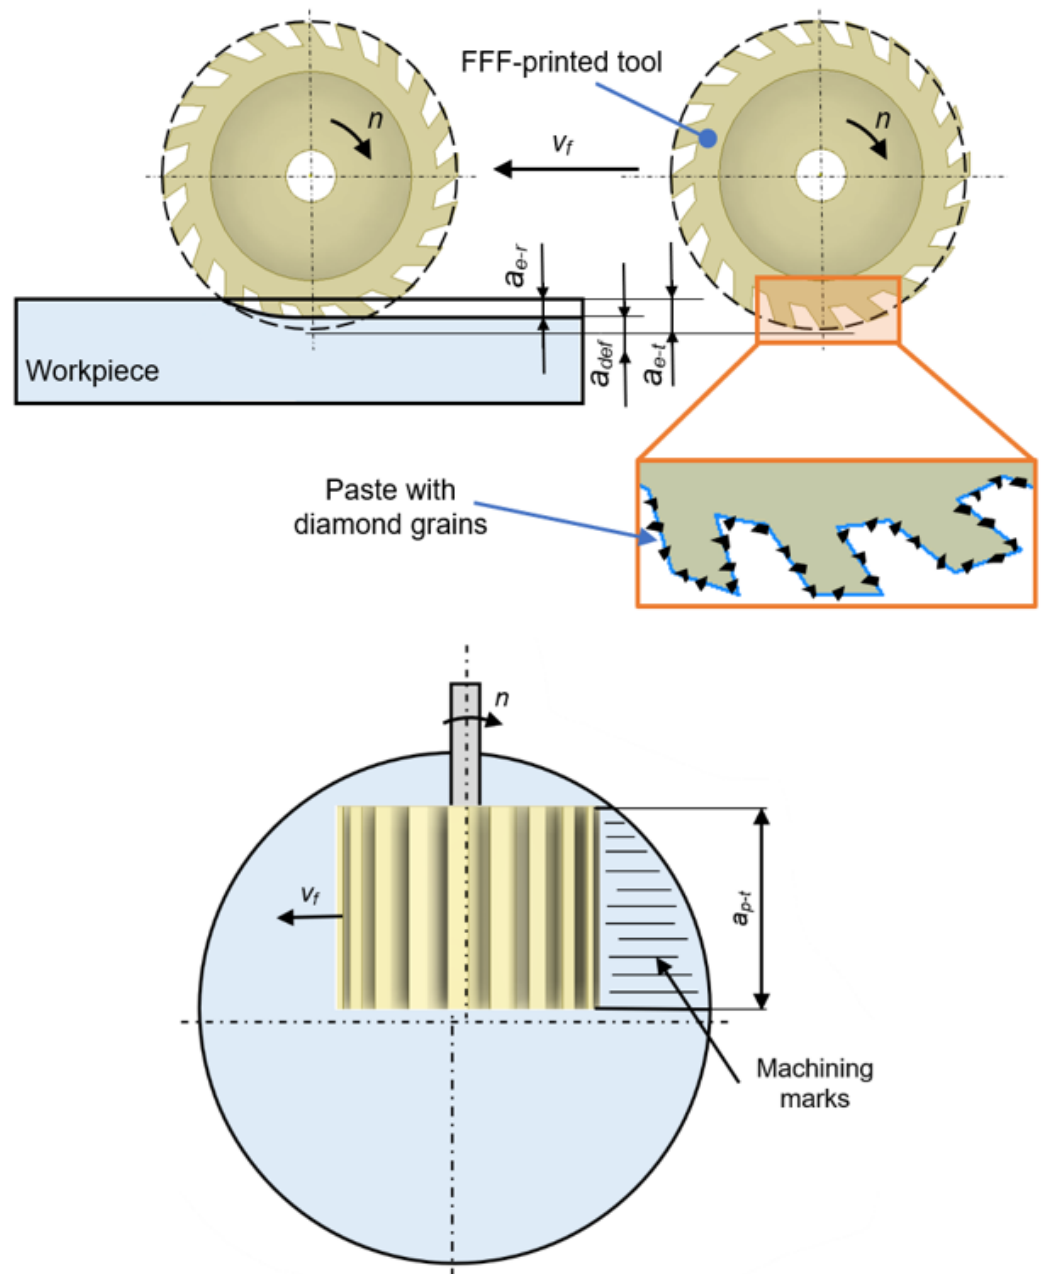 FFF-printed tool
n
n
vf
ae-r
adef
ae-t
Workpiece
Paste with
diamond grains
n
vf
ap-t
Machining
marks